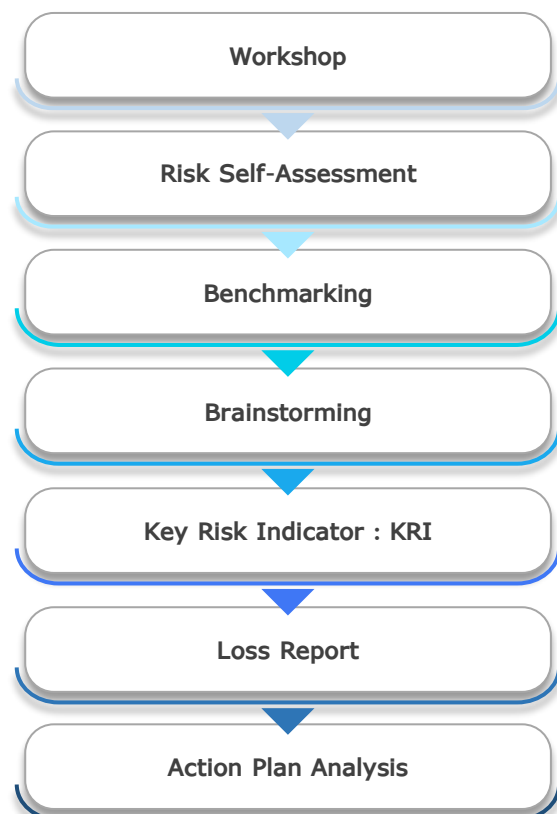 Workshop
Risk Self-Assessment
Benchmarking
Brainstorming
Key Risk Indicator : KRI
Loss Report
Action Plan Analysis